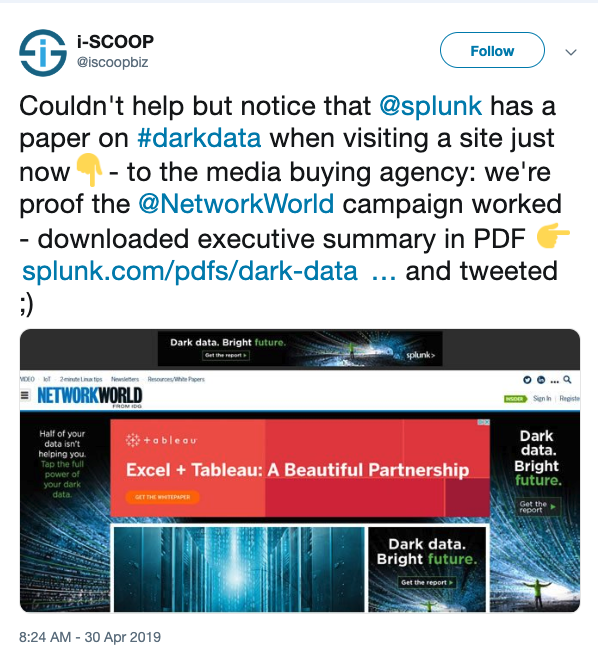 i-SCOOP
@iscoopbiz
Follow
Couldn't help but notice that @splunk has a
paper on #darkdata when visiting a site just
now👇 - to the media buying agency: we're
proof the @NetworkWorld campaign worked
- downloaded executive summary in PDF 👉
splunk.com/pdfs/dark-data … and tweeted
;)
Dark data. Bright future.
Get the report >
splunk>
VIDEO IoT 2-minute Linux tips Newsletters Resources/White Papers
NETWORKWORLD
FROM IDG
INSIDER Sign In Registe
Half of your
data isn't
helping you.
Tap the full
power of
your dark
data.
+ableau
Excel + Tableau: A Beautiful Partnership
GET THE WHITEPAPER
Dark
data.
Bright
future.
Get the
report >
Dark data.
Bright future.
Get the report >
8:24 AM - 30 Apr 2019